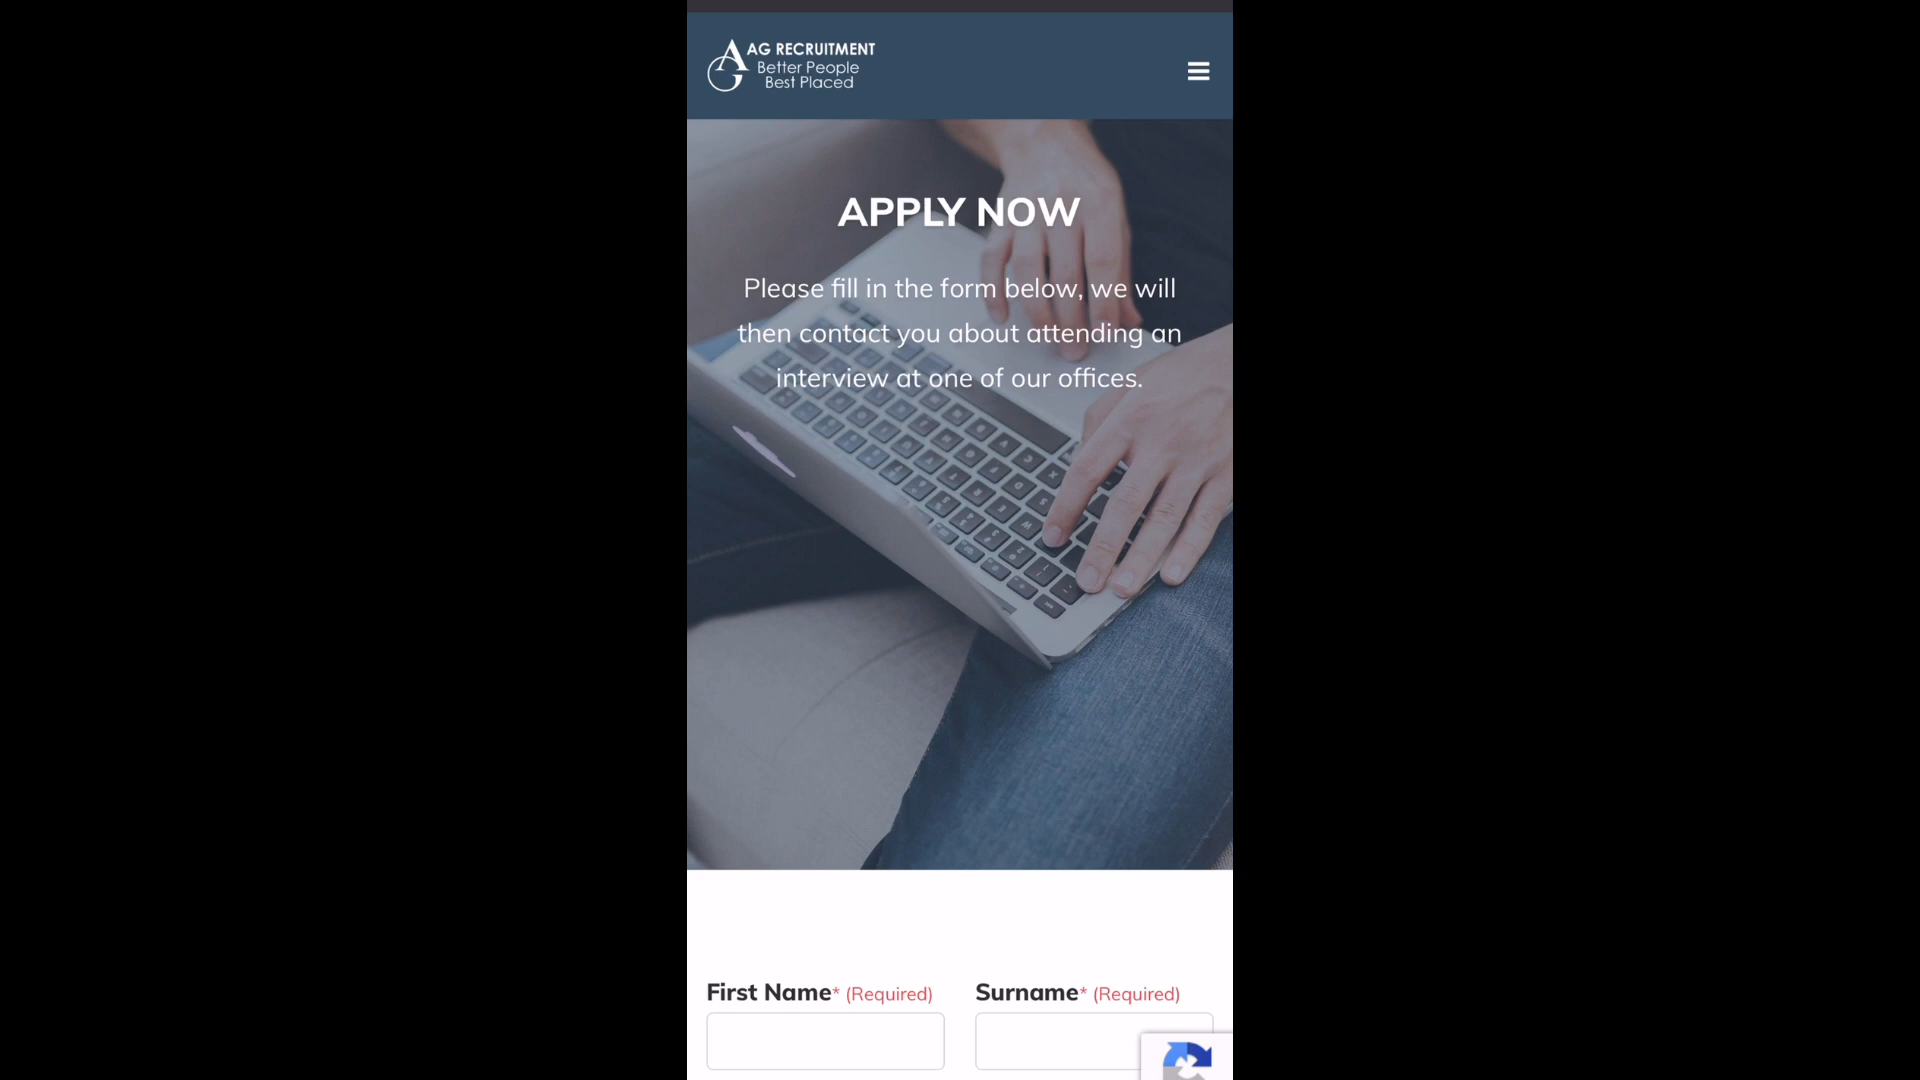 AG RECRUITMENT
Better People
Best Placed
APPLY NOW
Please fill in the form below, we will
then contact you about attending an
interview at one of our offices.
First Name* (Required)
Surname* (Required)